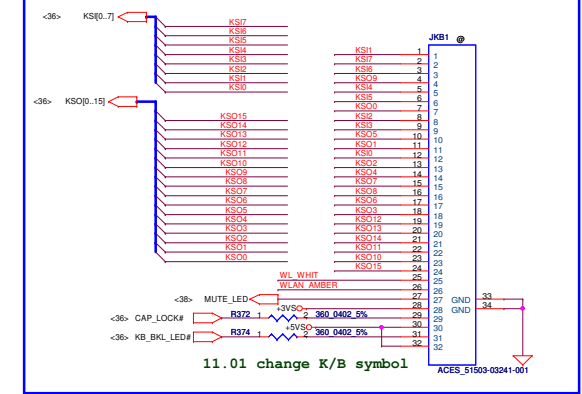 <36> KSI[0..7]
KSI7
KSI6
KSI5
KSI4
KSI3
KSI2
KSI1
KSI0
<36> KSO[0..15]
KSO15
KSO14
KSO13
KSO12
KSO11
KSO10
KSO9
KSO8
KSO7
KSO6
KSO5
KSO4
KSO3
KSO2
KSO1
KSO0
JKB1 @
KSI1 1 1
KSI7 2 2
KSI6 3 3
KSO9 4 4
KSI4 5 5
KSI5 6 6
KSO0 7 7
KSI2 8 8
KSI3 9 9
KSO5 10 10
KSO1 11 11
KSI0 12 12
KSO2 13 13
KSO4 14 14
KSO7 15 15
KSO8 16 16
KSO6 17 17
KSO3 18 18
KSO12 19 19
KSO13 20 20
KSO14 21 21
KSO11 22 22
KSO10 23 23
KSO15 24 24
WL_WHIT 25 25
WLAN_AMBER 26 26
<38> MUTE_LED 27 27 GND 33
+3VS 28 28 GND 34
<36> CAP_LOCK# R372 1 2 360_0402_5% 29 29
+5VS 30 30
<36> KB_BKL_LED# R374 1 2 360_0402_5% 31 31
32 32
11.01 change K/B symbol
ACES_51503-03241-001